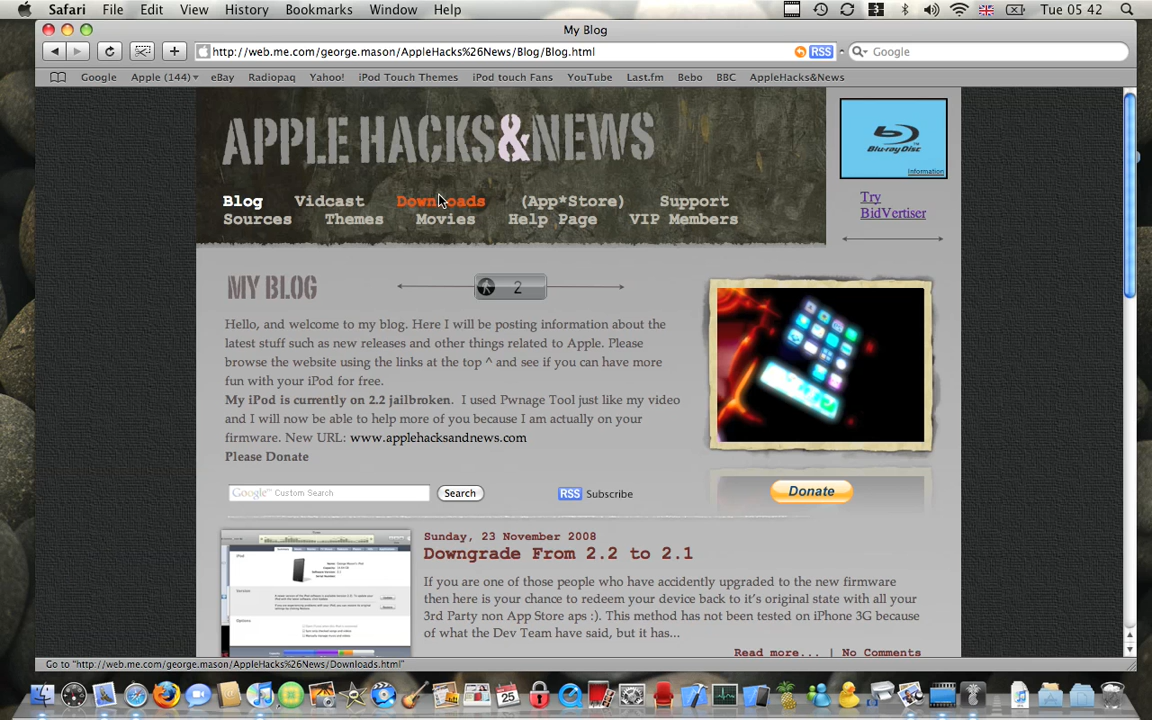 Safari File Edit View History Bookmarks Window Help Tue 05 42
My Blog
http://web.me.com/george.mason/AppleHacks%26News/Blog/Blog.html RSS Google
Google Apple (144) eBay Radiopaq Yahoo! iPod Touch Themes iPod touch Fans YouTube Last.fm Bebo BBC AppleHacks&News
APPLE HACKS&NEWS
Blu-ray Disc
Information
Blog Vidcast Downloads (App*Store) Support
Sources Themes Movies Help Page VIP Members
Try
BidVertiser
MY BLOG
2
Hello, and welcome to my blog. Here I will be posting information about the
latest stuff such as new releases and other things related to Apple. Please
browse the website using the links at the top ^ and see if you can have more
fun with your iPod for free.
My iPod is currently on 2.2 jailbroken. I used Pwnage Tool just like my video
and I will now be able to help more of you because I am actually on your
firmware. New URL: www.applehacksandnews.com
Please Donate
Google Custom Search Search RSS Subscribe
Donate
Sunday, 23 November 2008
Downgrade From 2.2 to 2.1
If you are one of those people who have accidently upgraded to the new firmware
then here is your chance to redeem your device back to it's original state with all your
3rd Party non App Store aps :). This method has not been tested on iPhone 3G because
of what the Dev Team have said, but it has...
Read more... | No Comments
Go to "http://web.me.com/george.mason/AppleHacks%26News/Downloads.html"